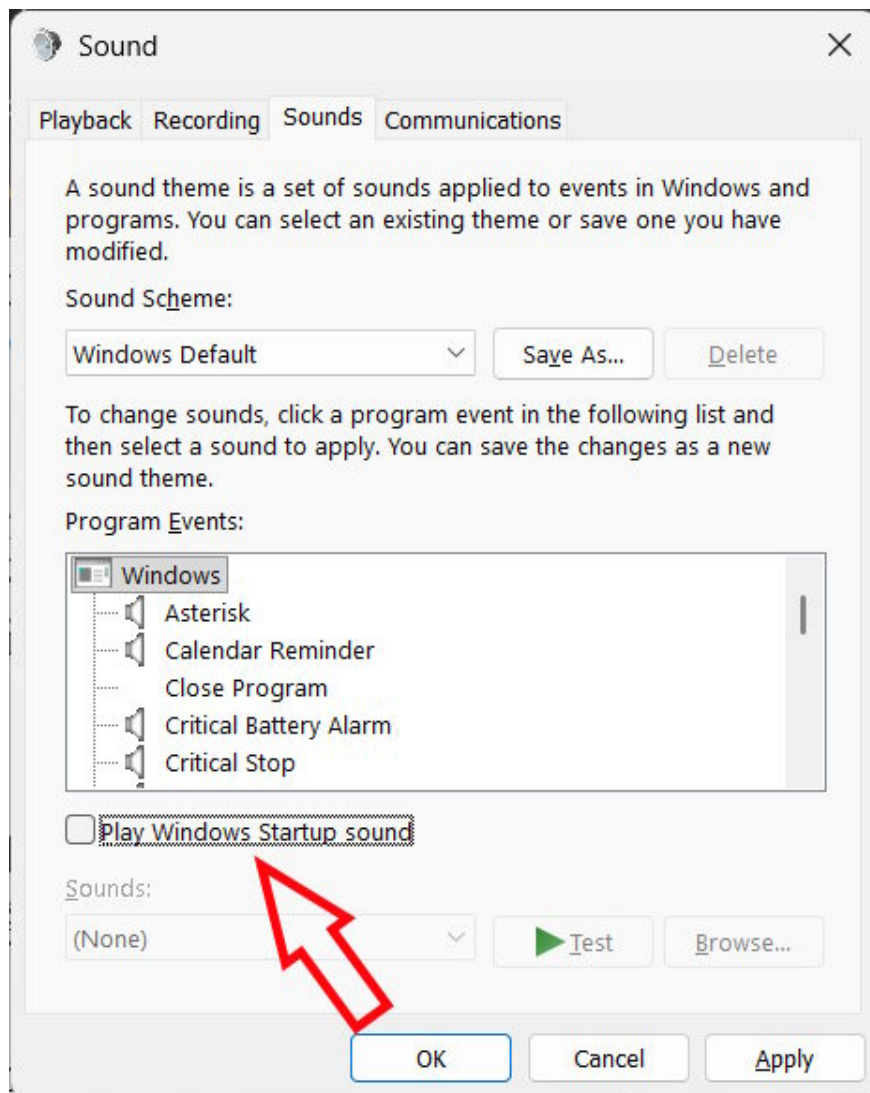 Sound
Playback Recording Sounds Communications
A sound theme is a set of sounds applied to events in Windows and
programs. You can select an existing theme or save one you have
modified.
Sound Scheme:
Windows Default Save As... Delete
To change sounds, click a program event in the following list and
then select a sound to apply. You can save the changes as a new
sound theme.
Program Events:
Windows
Asterisk
Calendar Reminder
Close Program
Critical Battery Alarm
Critical Stop
Play Windows Startup sound
Sounds:
(None) Test Browse...
OK Cancel Apply